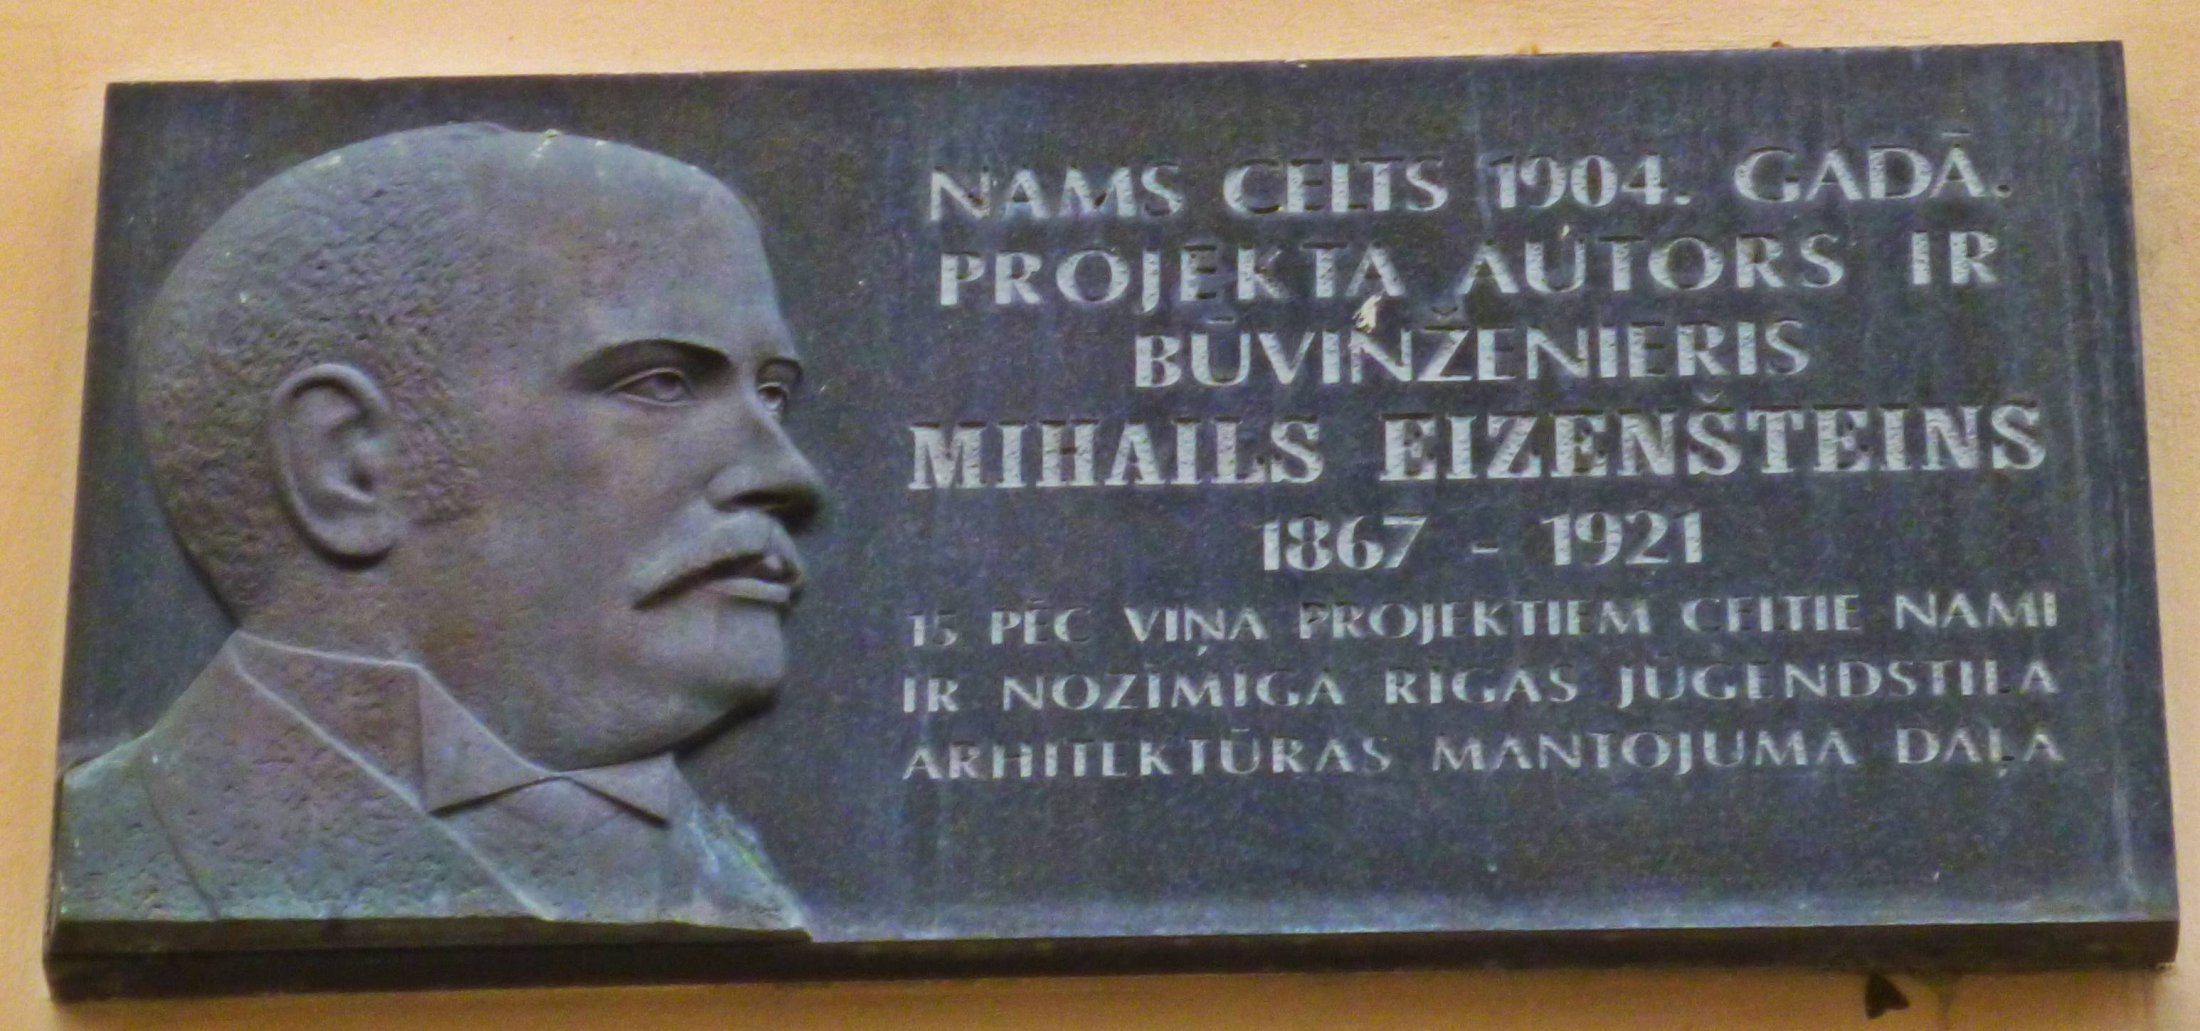 NAMS CELTS 1904. GADĀ.
PROJEKTA AUTORS IR
BŪVIŅŽENIERIS
MIHAILS EIZENŠTEINS
1867 - 1921
15 PĒC VIŅA PROJEKTIEM CELTIE NAMI
IR NOZĪMĪGA RĪGAS JŪGENDSTILA
ARHITEKTŪRAS MANTOJUMA DAĻA